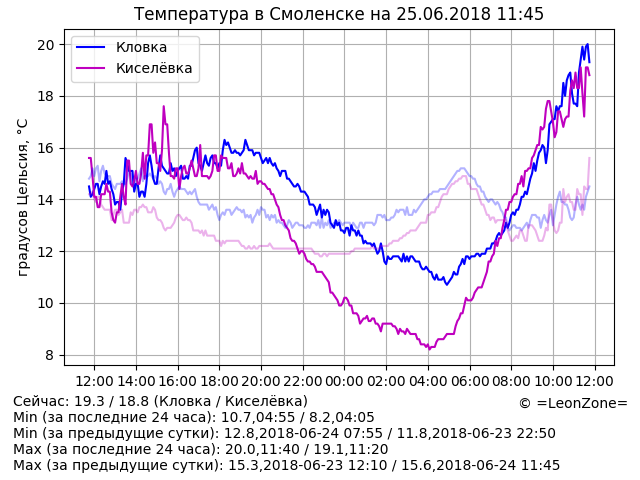 Температура в Смоленске на 25.06.2018 11:45
Кловка
Киселёвка
градусов Цельсия, °C
20
18
16
14
12
10
8
12:00 14:00 16:00 18:00 20:00 22:00 00:00 02:00 04:00 06:00 08:00 10:00 12:00
Сейчас: 19.3 / 18.8 (Кловка / Киселёвка)
© =LeonZone=
Min (за последние 24 часа): 10.7,04:55 / 8.2,04:05
Min (за предыдущие сутки): 12.8,2018-06-24 07:55 / 11.8,2018-06-23 22:50
Max (за последние 24 часа): 20.0,11:40 / 19.1,11:20
Max (за предыдущие сутки): 15.3,2018-06-23 12:10 / 15.6,2018-06-24 11:45